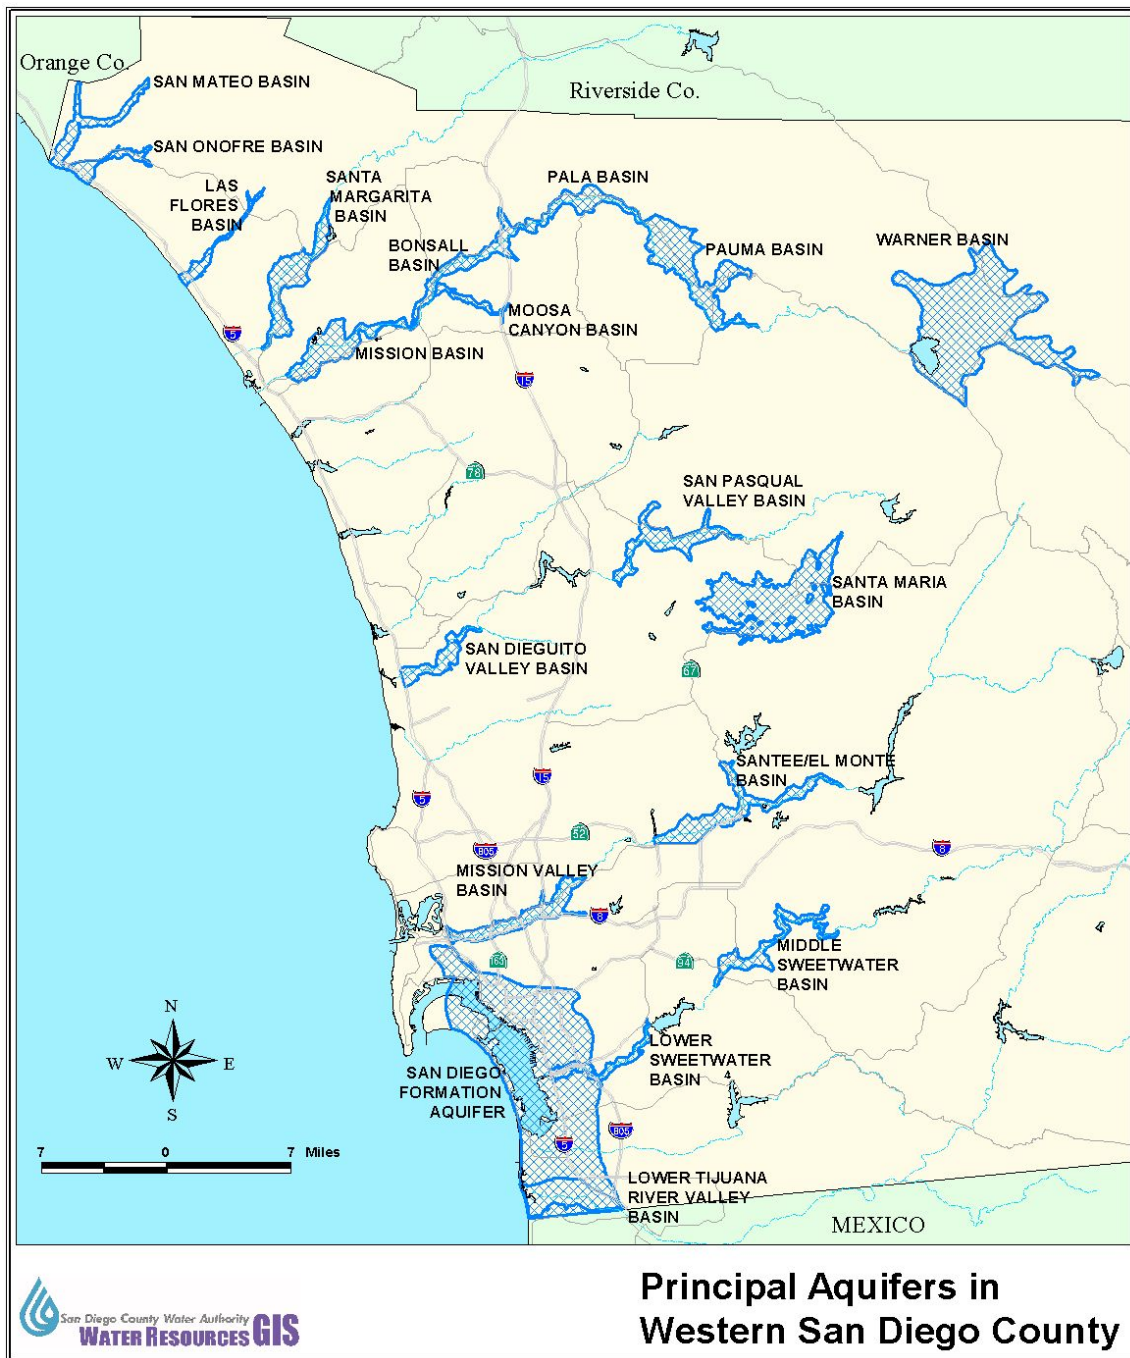 Orange Co.
Riverside Co.
SAN MATEO BASIN
SAN ONOFRE BASIN
LAS
FLORES
BASIN
SANTA
MARGARITA
BASIN
PALA BASIN
BONSALL
BASIN
PAUMA BASIN
WARNER BASIN
MOOSA
CANYON BASIN
5
MISSION BASIN
15
78
SAN PASQUAL
VALLEY BASIN
SANTA MARIA
BASIN
SAN DIEGUITO
VALLEY BASIN
67
SANTEE/EL MONTE
BASIN
15
5
52
805
8
MISSION VALLEY
BASIN
8
MIDDLE
SWEETWATER
BASIN
163
94
N
W
E
S
LOWER
SWEETWATER
BASIN
SAN DIEGO
FORMATION
AQUIFER
805
5
7 0 7 Miles
LOWER TIJUANA
RIVER VALLEY
BASIN
MEXICO
San Diego County Water Authority
WATER RESOURCES GIS
Principal Aquifers in
Western San Diego County